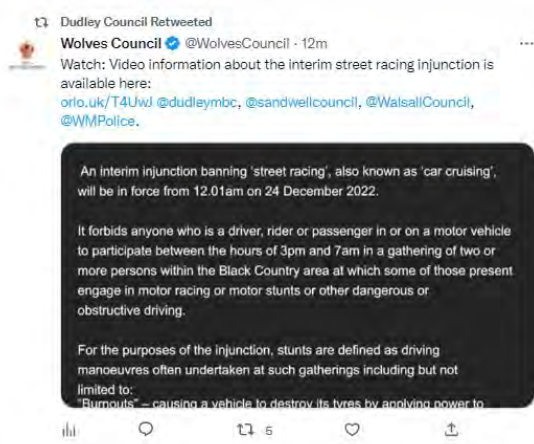 Dudley Council Retweeted
Wolves Council @WolvesCouncil · 12m
Watch: Video information about the interim street racing injunction is
available here:
orlo.uk/T4UwJ @dudleymbc, @sandwellcouncil, @WalsallCouncil,
@WMPolice.
An interim injunction banning 'street racing', also known as 'car cruising',
will be in force from 12.01am on 24 December 2022.
It forbids anyone who is a driver, rider or passenger in or on a motor vehicle
to participate between the hours of 3pm and 7am in a gathering of two or
more persons within the Black Country area at which some of those present
engage in motor racing or motor stunts or other dangerous or
obstructive driving.
For the purposes of the injunction, stunts are defined as driving
manoeuvres often undertaken at such gatherings including but not
limited to:
"Burnouts" – causing a vehicle to destroy its tyres by applying power to
6